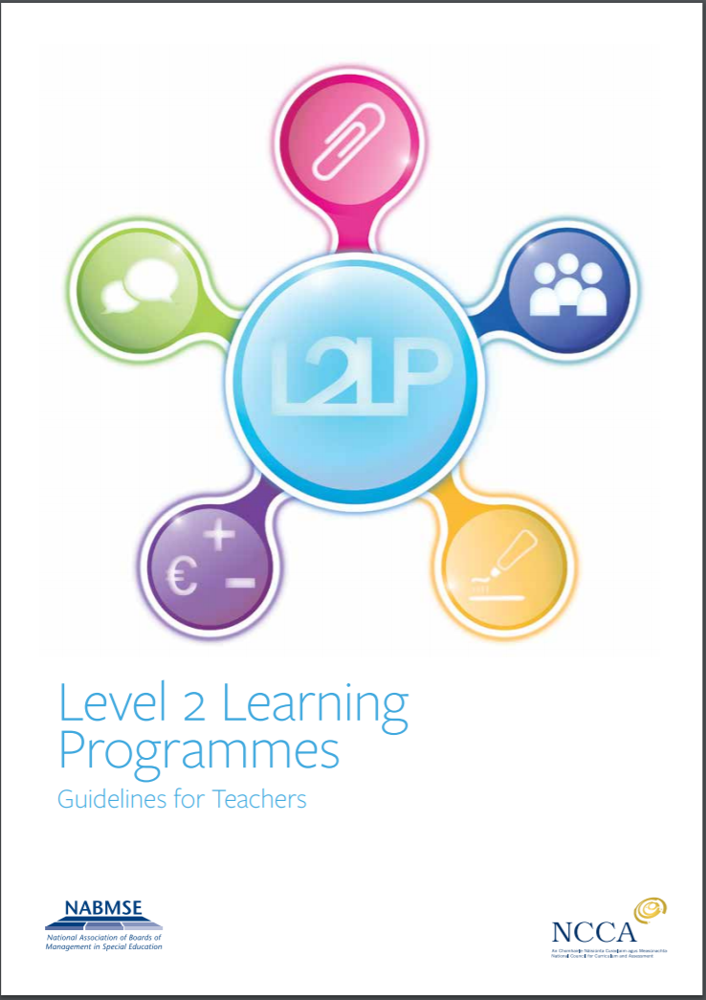 L2LP
€ + -
Level 2 Learning
Programmes
Guidelines for Teachers
NABMSE
National Association of Boards of
Management in Special Education
NCCA
An Chomhairle Náisiúnta Curaclaim agus Measúnachta
National Council for Curriculum and Assessment